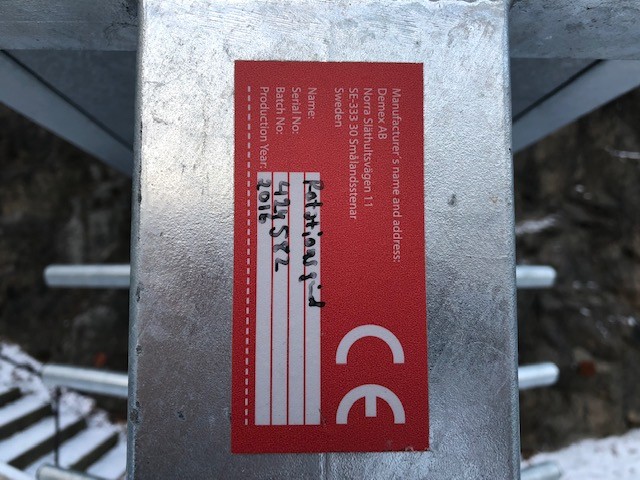 Manufacturer's name and address:
Demex AB
Norra Släthultsvägen 11
SE-333 30 Smålandsstenar
Sweden
Name:
Serial No:
Batch No: 424582
Production Year: 2016
CE